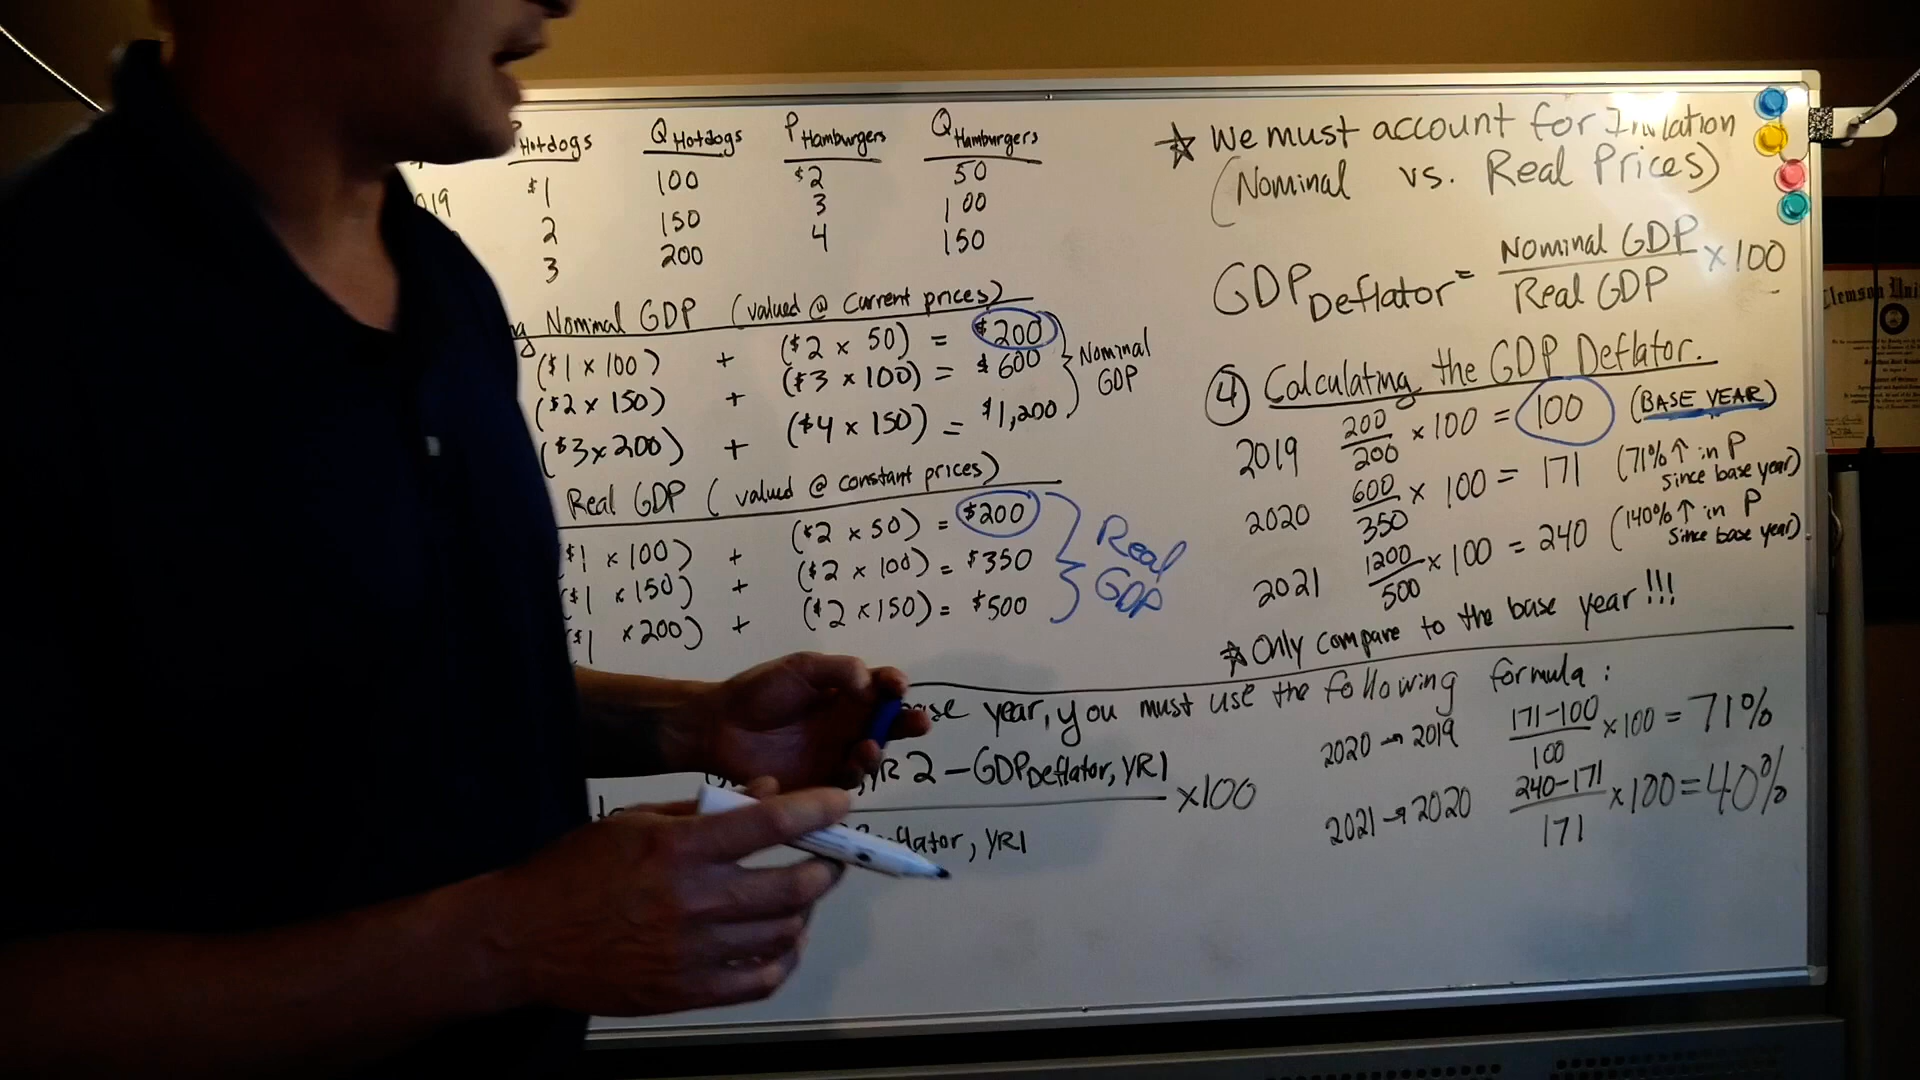 Hotdogs Q Hotdogs P Hamburgers Q Hamburgers
019 $1 100 $2 50
2 150 3 100
3 200 4 150
Nominal GDP (valued @ current prices)
($1 x 100) + ($2 x 50) = $200
($2 x 150) + ($3 x 100) = $600
($3 x 200) + ($4 x 150) = $1,200
Nominal
GDP
Real GDP (valued @ constant prices)
$1 x 100) + ($2 x 50) = $200
($1 x 150) + ($2 x 100) = $350
($1 x 200) + ($2 x 150) = $500
Real
GDP
We must account for Inflation
(Nominal vs. Real Prices)
GDP Deflator = Nominal GDP x 100
Real GDP
4 Calculating the GDP Deflator.
2019 200/200 x 100 = 100 (BASE YEAR)
2020 600/350 x 100 = 171 (71% ↑ in P
since base year)
2021 1200/500 x 100 = 240 (140% ↑ in P
since base year)
Only compare to the base year!!!
base year, you must use the following formula:
YR 2 - GDP Deflator, YR1 x100
flator, YR1
2020 → 2019 171-100/100 x 100 = 71%
2021 → 2020 240-171/171 x 100 = 40%
Clemson Uni